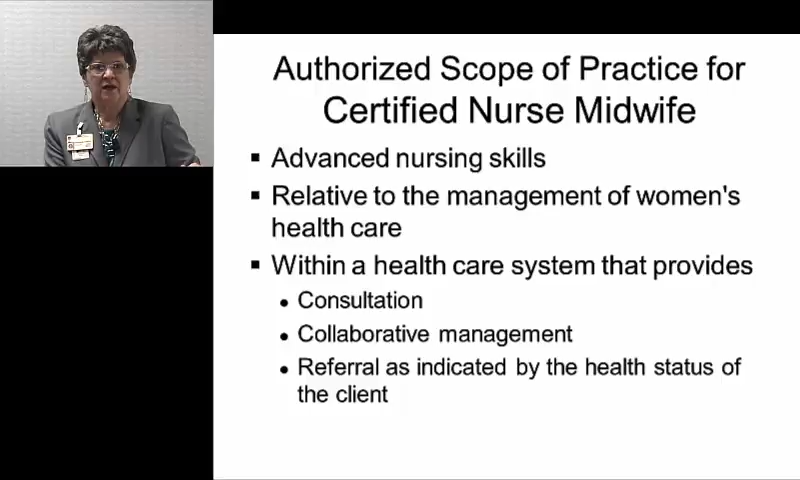 Authorized Scope of Practice for
Certified Nurse Midwife
▪ Advanced nursing skills
▪ Relative to the management of women's
health care
▪ Within a health care system that provides
• Consultation
• Collaborative management
• Referral as indicated by the health status of
the client